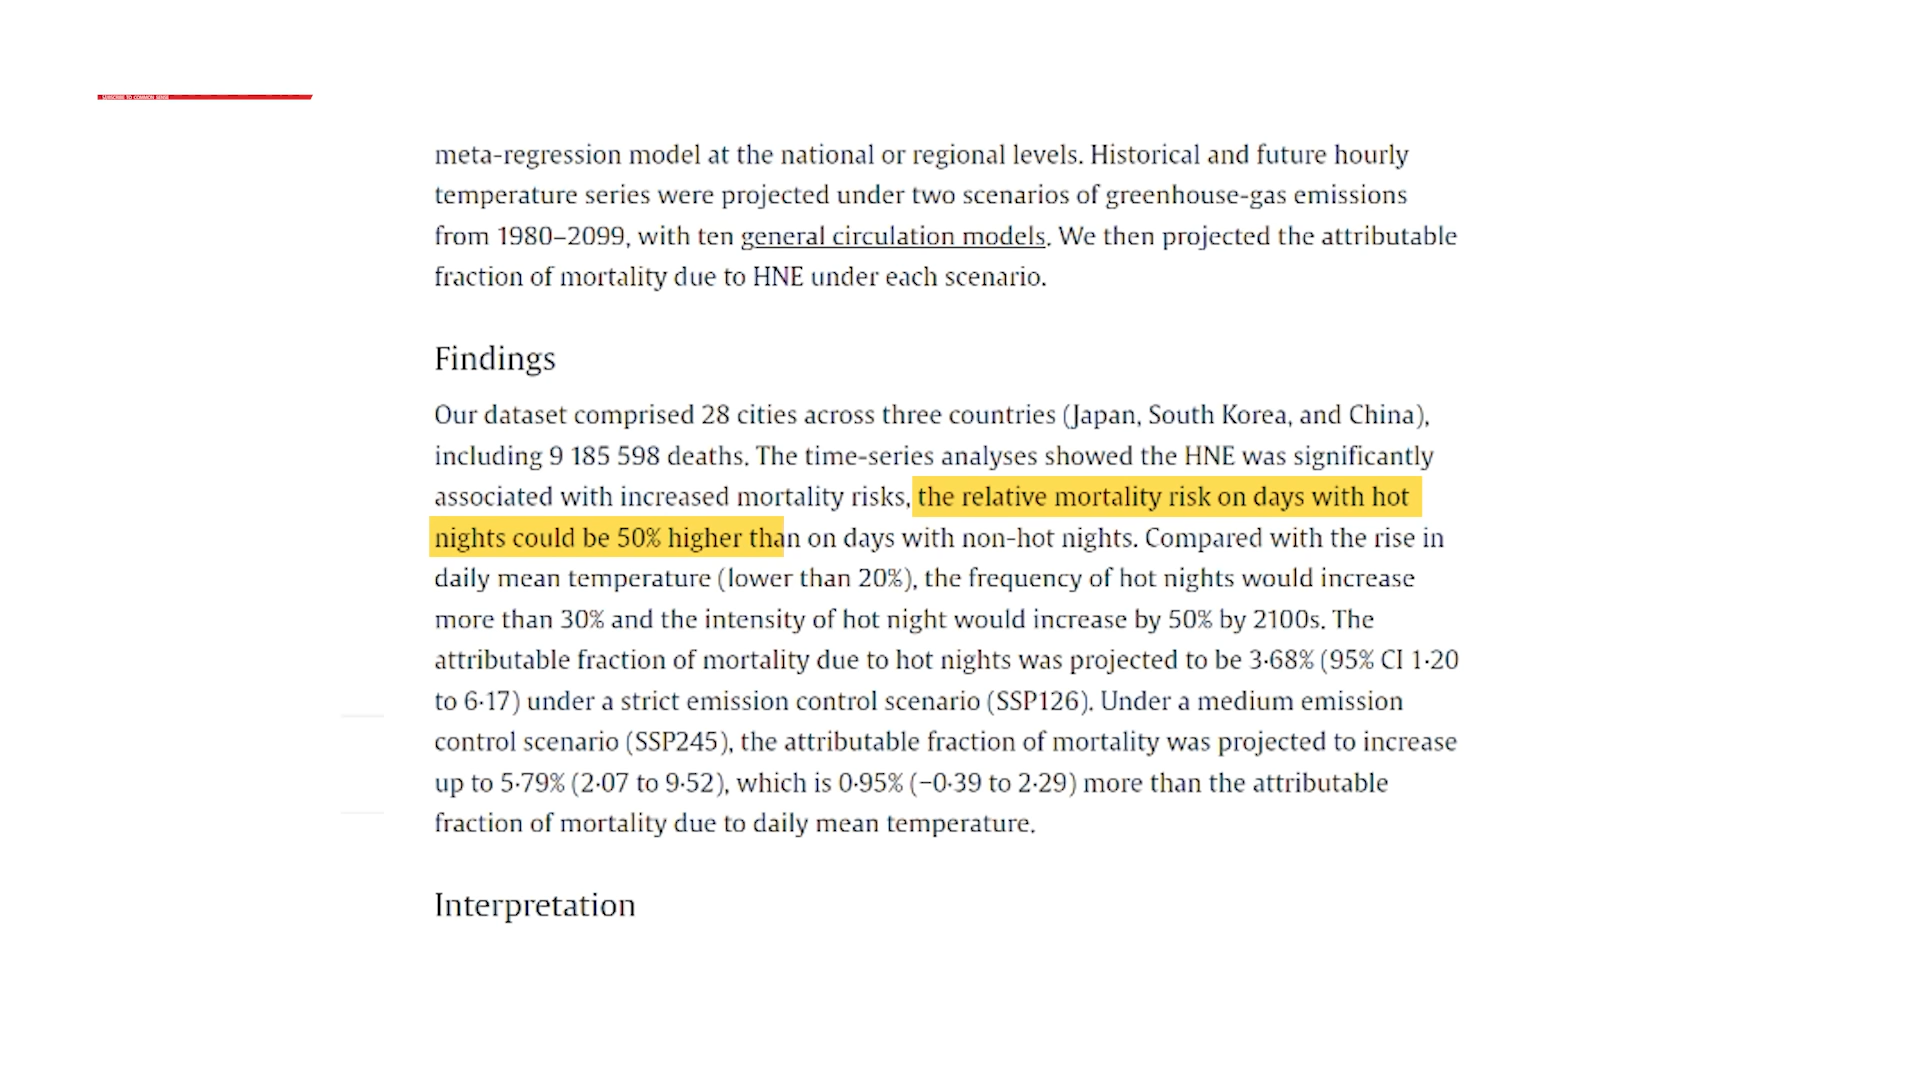 SUBSCRIBE TO COMMON SENSE
meta-regression model at the national or regional levels. Historical and future hourly
temperature series were projected under two scenarios of greenhouse-gas emissions
from 1980–2099, with ten general circulation models. We then projected the attributable
fraction of mortality due to HNE under each scenario.
Findings
Our dataset comprised 28 cities across three countries (Japan, South Korea, and China),
including 9 185 598 deaths. The time-series analyses showed the HNE was significantly
associated with increased mortality risks, the relative mortality risk on days with hot
nights could be 50% higher than on days with non-hot nights. Compared with the rise in
daily mean temperature (lower than 20%), the frequency of hot nights would increase
more than 30% and the intensity of hot night would increase by 50% by 2100s. The
attributable fraction of mortality due to hot nights was projected to be 3·68% (95% CI 1·20
to 6·17) under a strict emission control scenario (SSP126). Under a medium emission
control scenario (SSP245), the attributable fraction of mortality was projected to increase
up to 5·79% (2·07 to 9·52), which is 0·95% (−0·39 to 2·29) more than the attributable
fraction of mortality due to daily mean temperature.
Interpretation